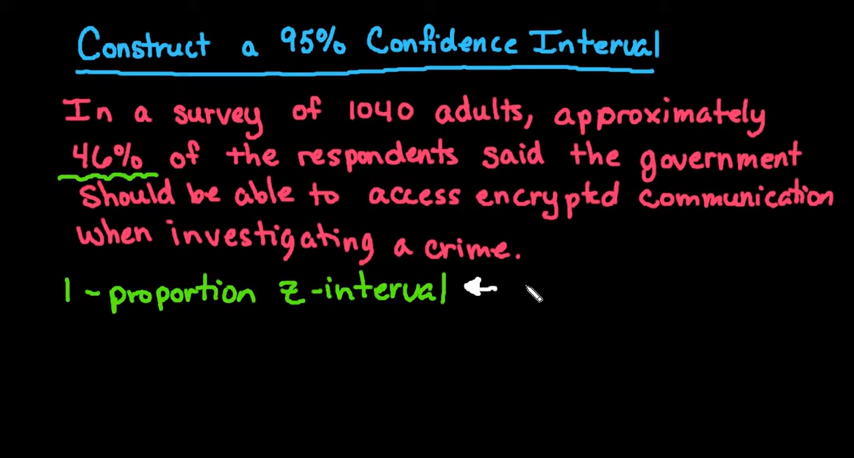 Construct a 95% Confidence Interval
In a survey of 1040 adults, approximately
46% of the respondents said the government
should be able to access encrypted communication
when investigating a crime.
1-proportion z-interval ←